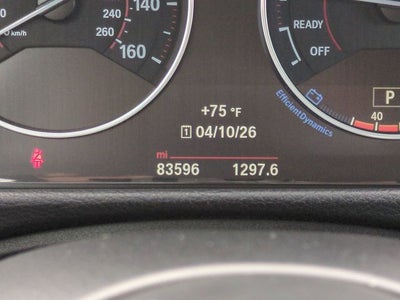 140
240
260
160
km/h
READY
OFF
EfficientDynamics
P
40
+75 °F
1 04/10/26
mi
83596 1297.6